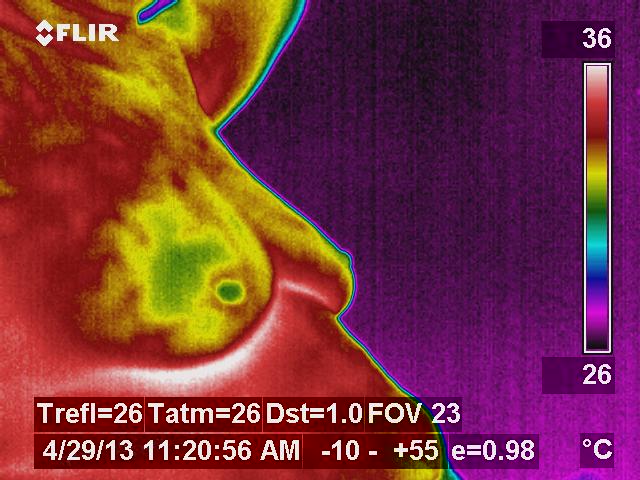 FLIR
36
26
Trefl=26 Tatm=26 Dst=1.0 FOV 23
4/29/13 11:20:56 AM -10 - +55 e=0.98 °C